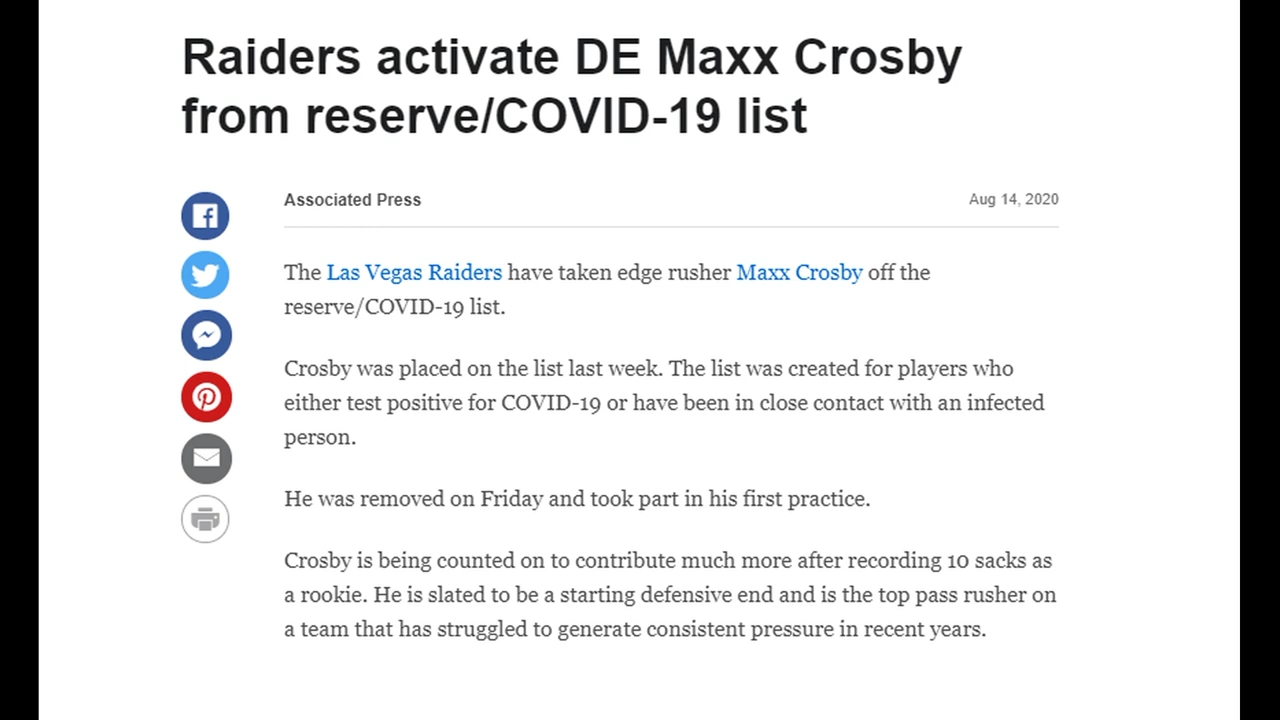 Raiders activate DE Maxx Crosby
from reserve/COVID-19 list
Associated Press
Aug 14, 2020
The Las Vegas Raiders have taken edge rusher Maxx Crosby off the
reserve/COVID-19 list.
Crosby was placed on the list last week. The list was created for players who
either test positive for COVID-19 or have been in close contact with an infected
person.
He was removed on Friday and took part in his first practice.
Crosby is being counted on to contribute much more after recording 10 sacks as
a rookie. He is slated to be a starting defensive end and is the top pass rusher on
a team that has struggled to generate consistent pressure in recent years.